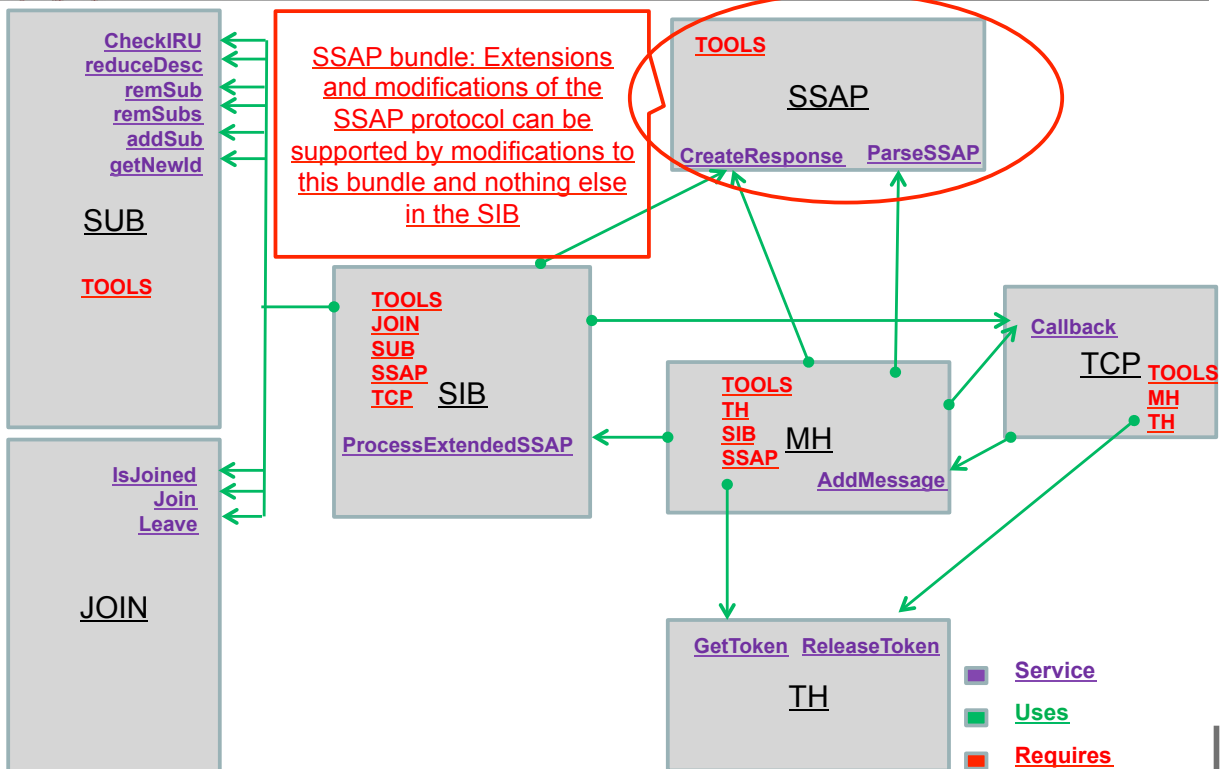 CheckIRU
reduceDesc
remSub
remSubs
addSub
getNewId
SUB
TOOLS
SSAP bundle: Extensions
and modifications of the
SSAP protocol can be
supported by modifications to
this bundle and nothing else
in the SIB
TOOLS
SSAP
CreateResponse
ParseSSAP
TOOLS
JOIN
SUB
SSAP
TCP
SIB
ProcessExtendedSSAP
TOOLS
TH
SIB
SSAP
MH
AddMessage
Callback
TCP
TOOLS
MH
TH
IsJoined
Join
Leave
JOIN
GetToken
ReleaseToken
TH
Service
Uses
Requires